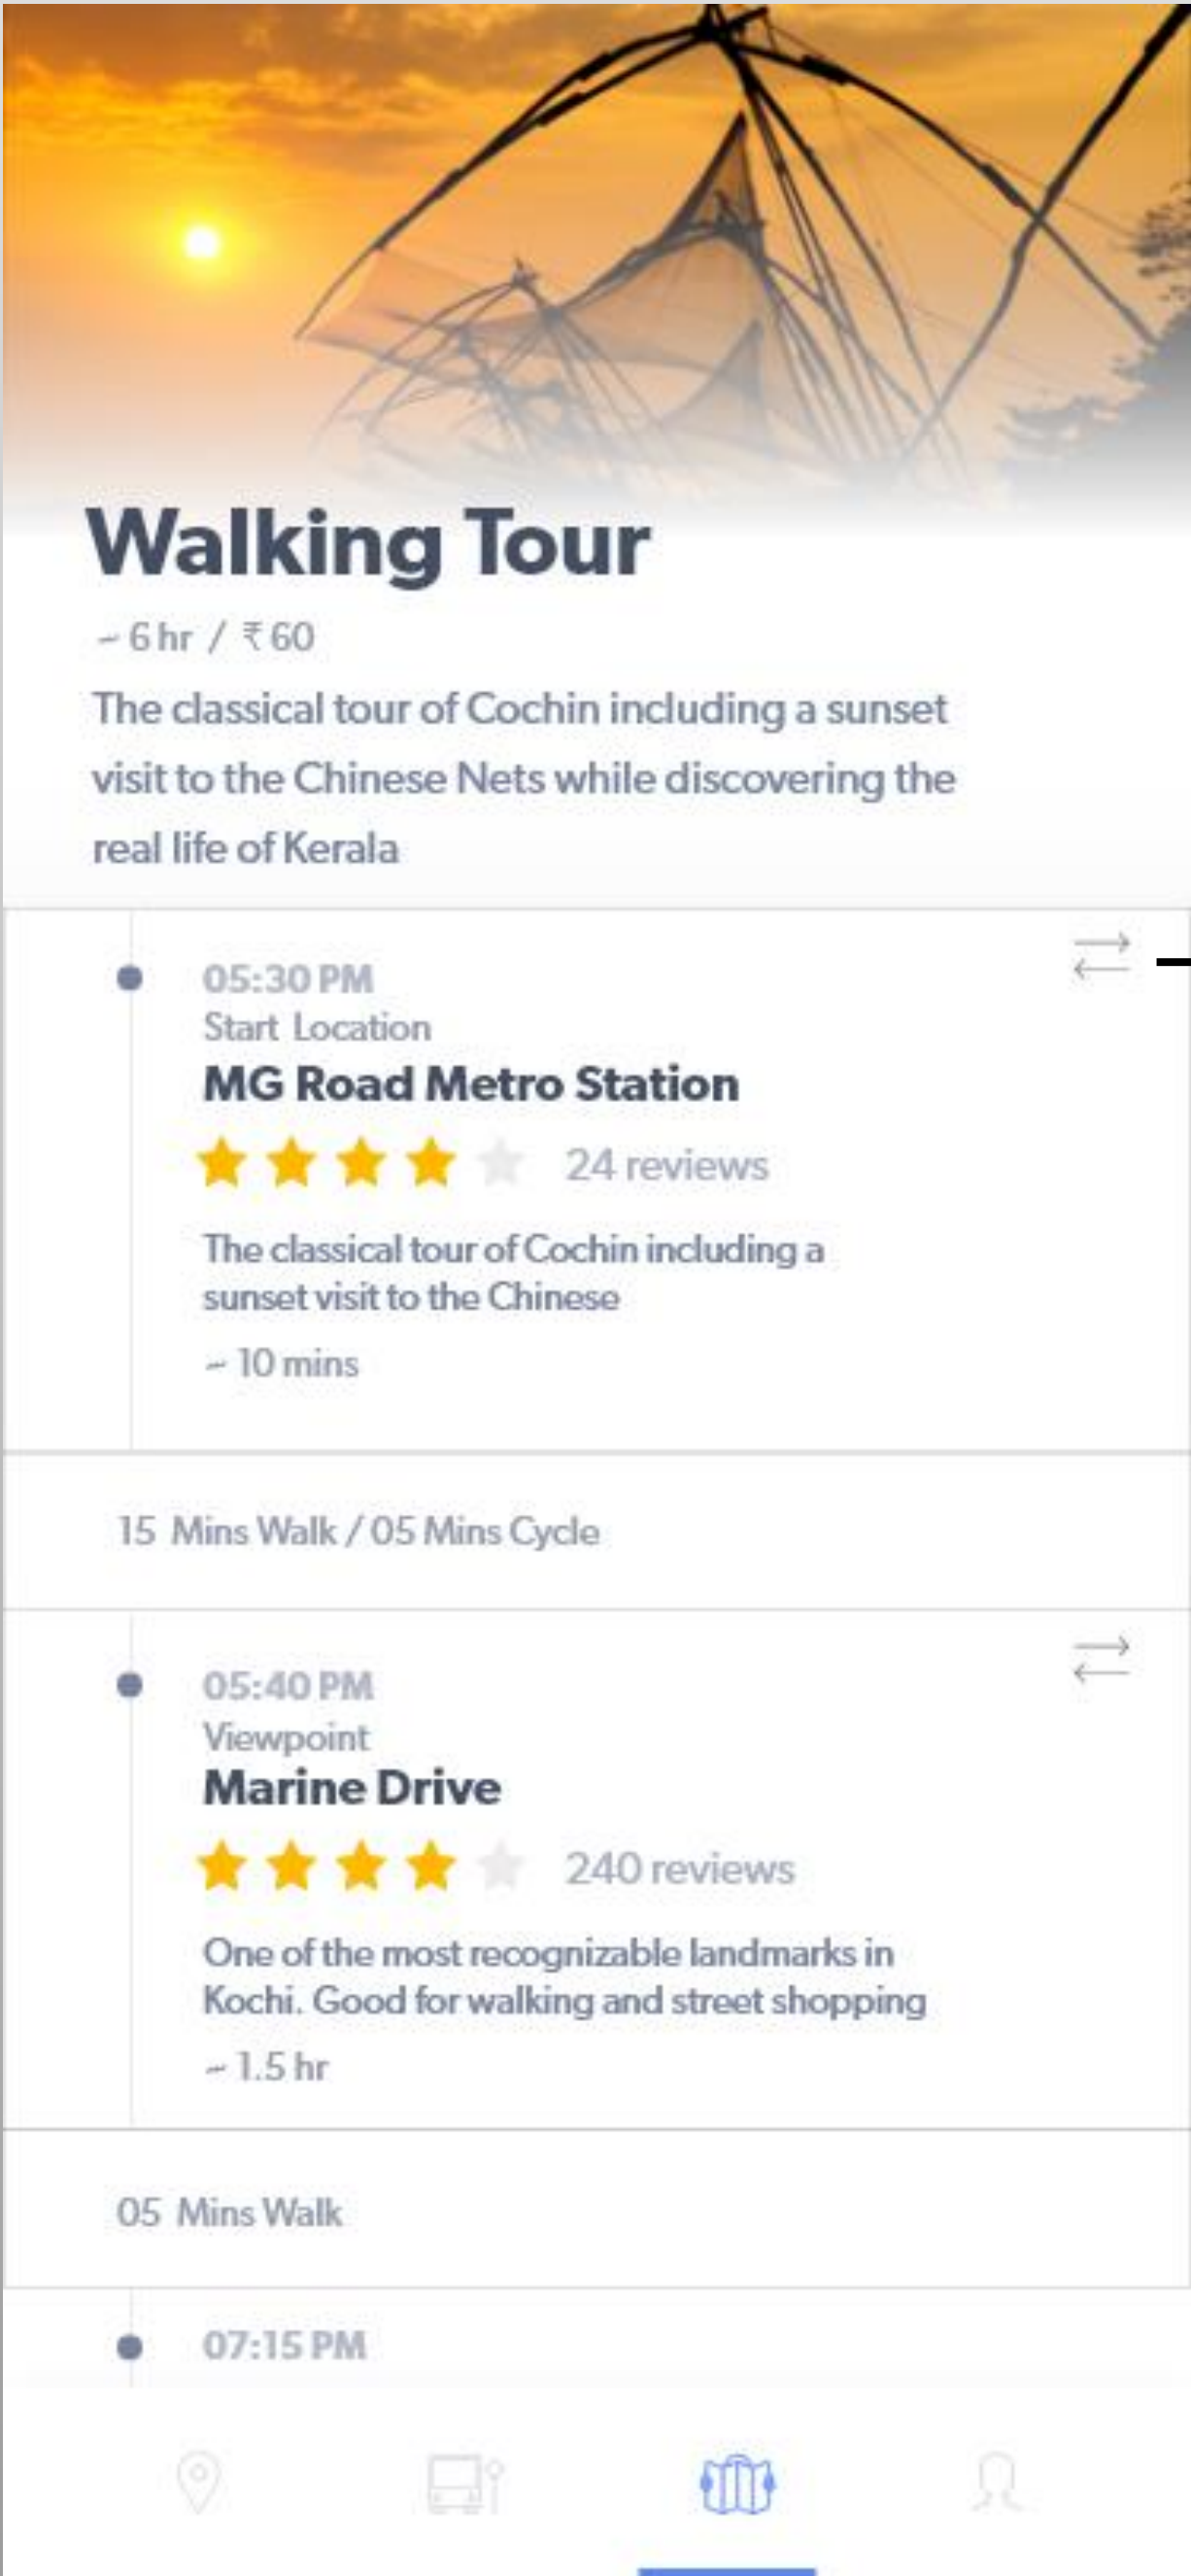 Walking Tour
~ 6 hr / ₹ 60
The classical tour of Cochin including a sunset
visit to the Chinese Nets while discovering the
real life of Kerala
05:30 PM
Start Location
MG Road Metro Station
24 reviews
The classical tour of Cochin including a
sunset visit to the Chinese
~ 10 mins
15 Mins Walk / 05 Mins Cycle
05:40 PM
Viewpoint
Marine Drive
240 reviews
One of the most recognizable landmarks in
Kochi. Good for walking and street shopping
~ 1.5 hr
05 Mins Walk
07:15 PM